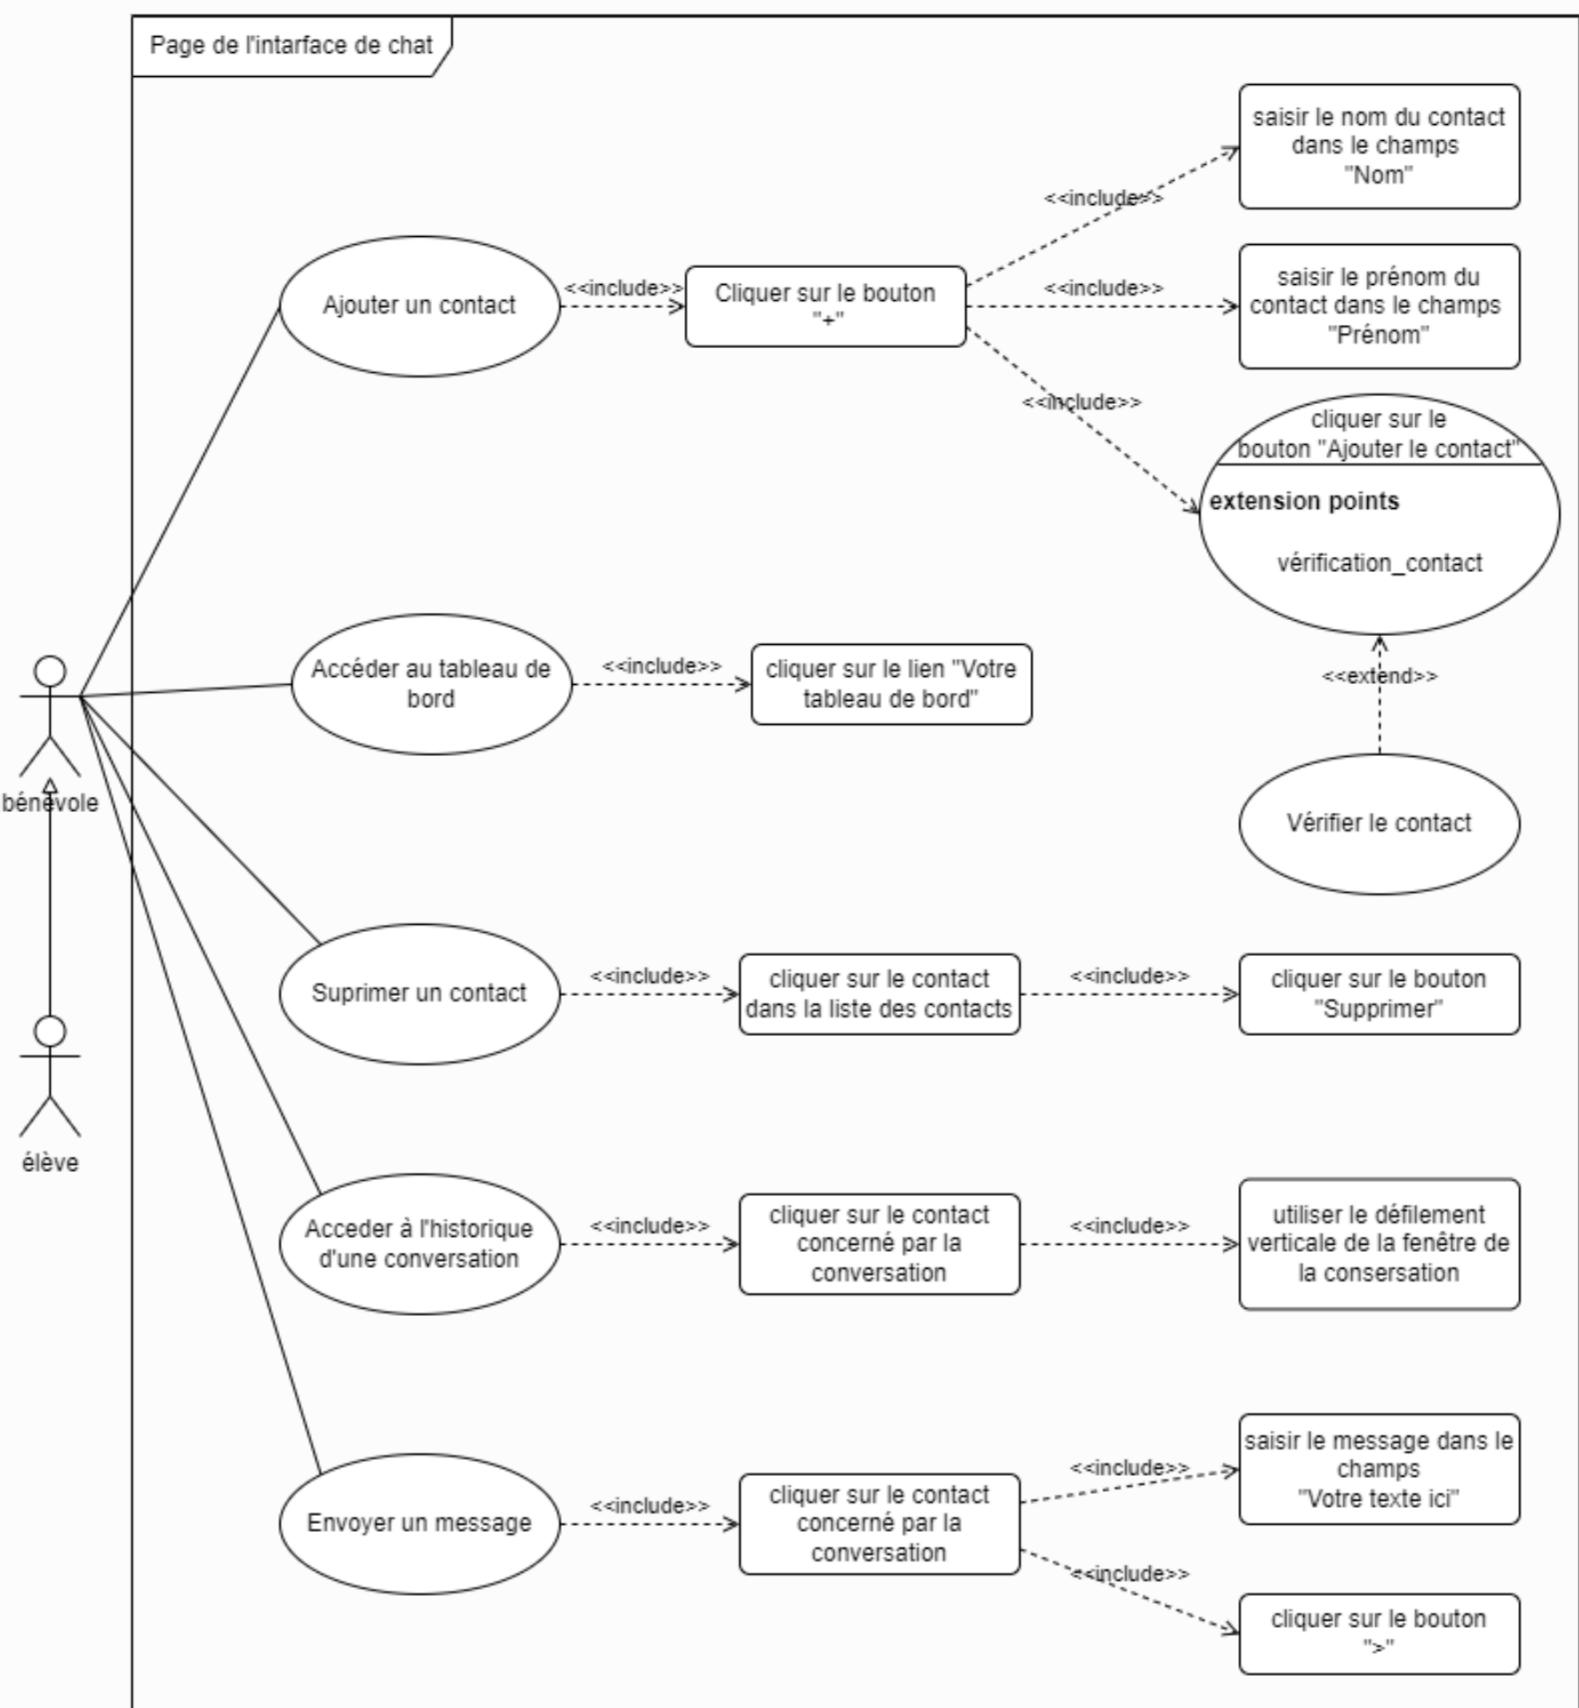 Page de l'intarface de chat
saisir le nom du contact
dans le champs
"Nom"
<<include>>
Ajouter un contact
<<include>>
Cliquer sur le bouton
"+"
<<include>>
saisir le prénom du
contact dans le champs
"Prénom"
<<include>>
cliquer sur le
bouton "Ajouter le contact"
extension points
vérification_contact
<<extend>>
Vérifier le contact
bénévole
Accéder au tableau de
bord
<<include>>
cliquer sur le lien "Votre
tableau de bord"
Suprimer un contact
<<include>>
cliquer sur le contact
dans la liste des contacts
<<include>>
cliquer sur le bouton
"Supprimer"
élève
Acceder à l'historique
d'une conversation
<<include>>
cliquer sur le contact
concerné par la
conversation
<<include>>
utiliser le défilement
verticale de la fenêtre de
la consersation
Envoyer un message
<<include>>
cliquer sur le contact
concerné par la
conversation
<<include>>
saisir le message dans le
champs
"Votre texte ici"
<<include>>
cliquer sur le bouton
">"